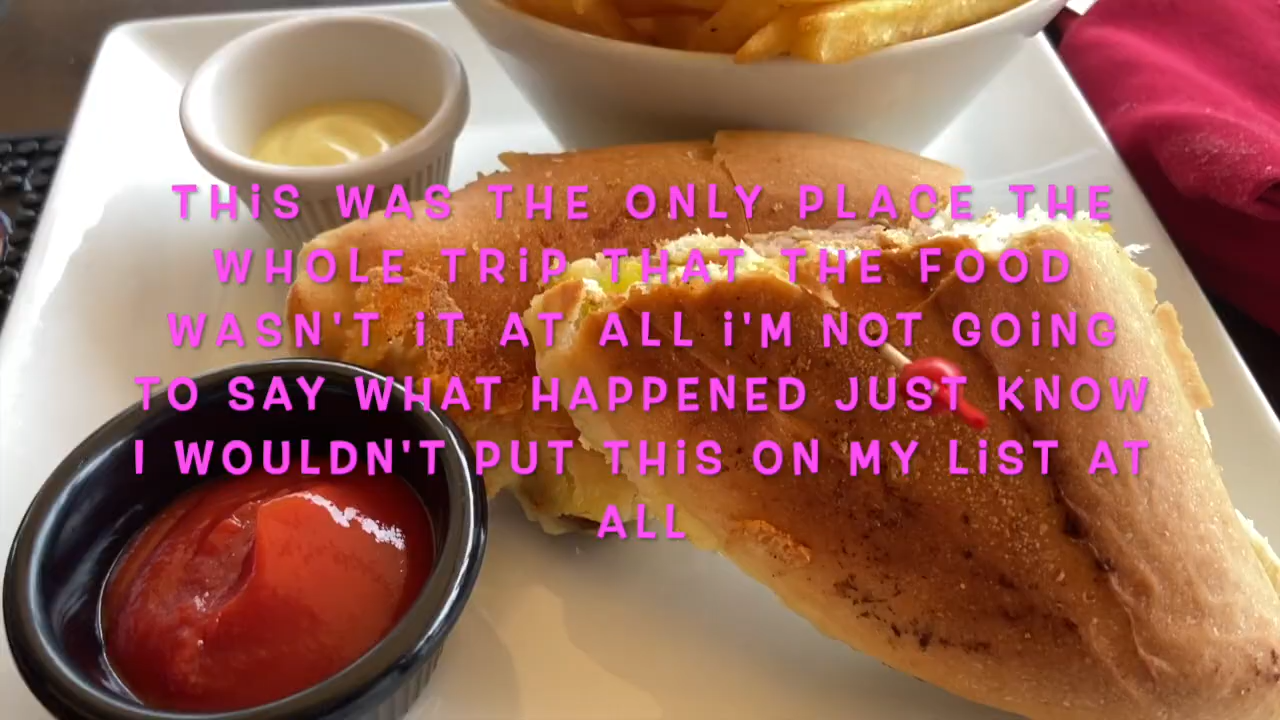 THiS WAS THE ONLY PLACE THE
WHOLE TRiP THAT THE FOOD
WASN'T iT AT ALL i'M NOT GOiNG
TO SAY WHAT HAPPENED JUST KNOW
I WOULDN'T PUT THiS ON MY LiST AT
ALL